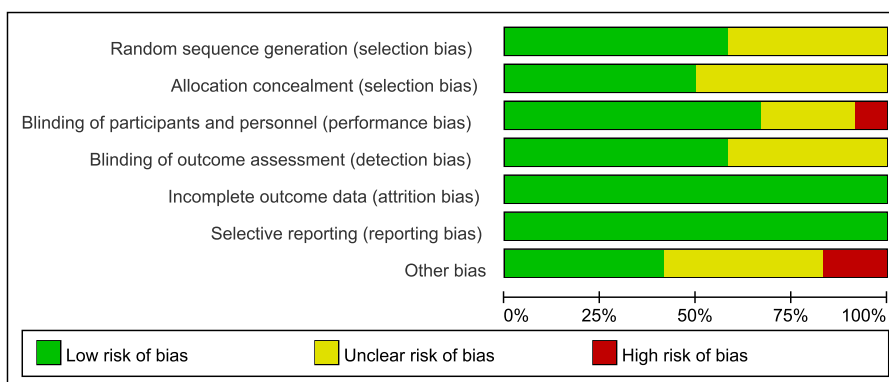 Random sequence generation (selection bias)
Allocation concealment (selection bias)
Blinding of participants and personnel (performance bias)
Blinding of outcome assessment (detection bias)
Incomplete outcome data (attrition bias)
Selective reporting (reporting bias)
Other bias
0% 25% 50% 75% 100%
Low risk of bias Unclear risk of bias High risk of bias